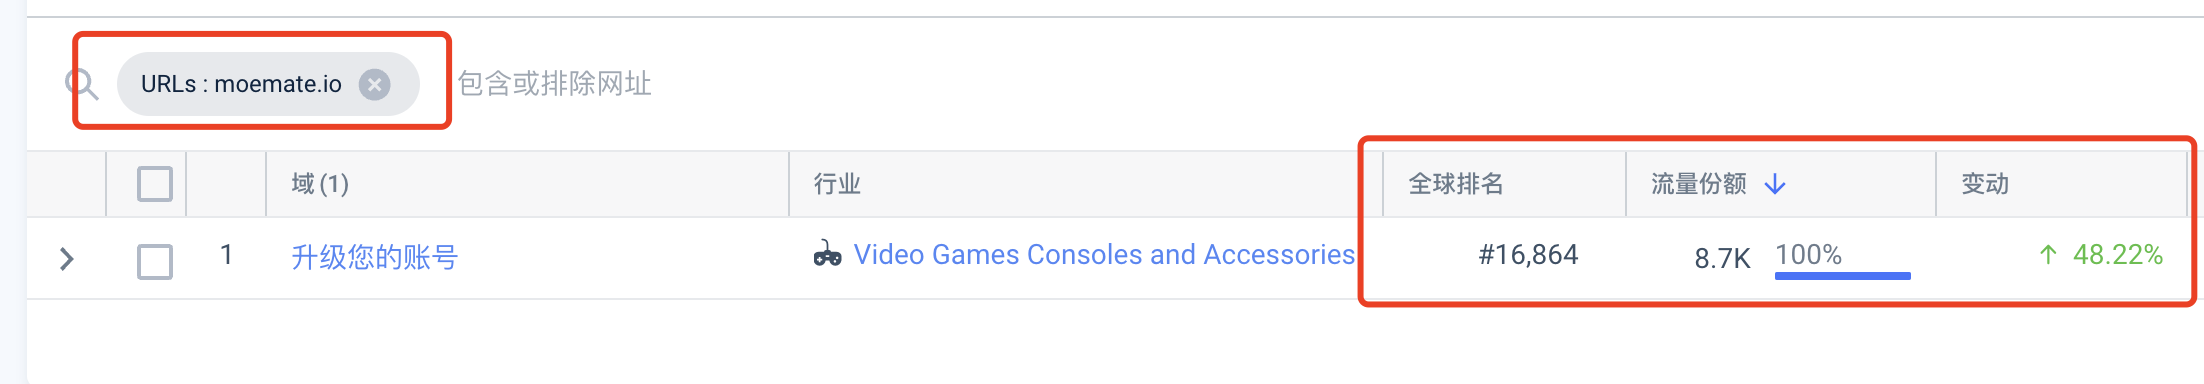 URLs : moemate.io 包含或排除网址
域 (1) 行业 全球排名 流量份额 变动
1 升级您的账号 Video Games Consoles and Accessories #16,864 8.7K 100% ↑ 48.22%